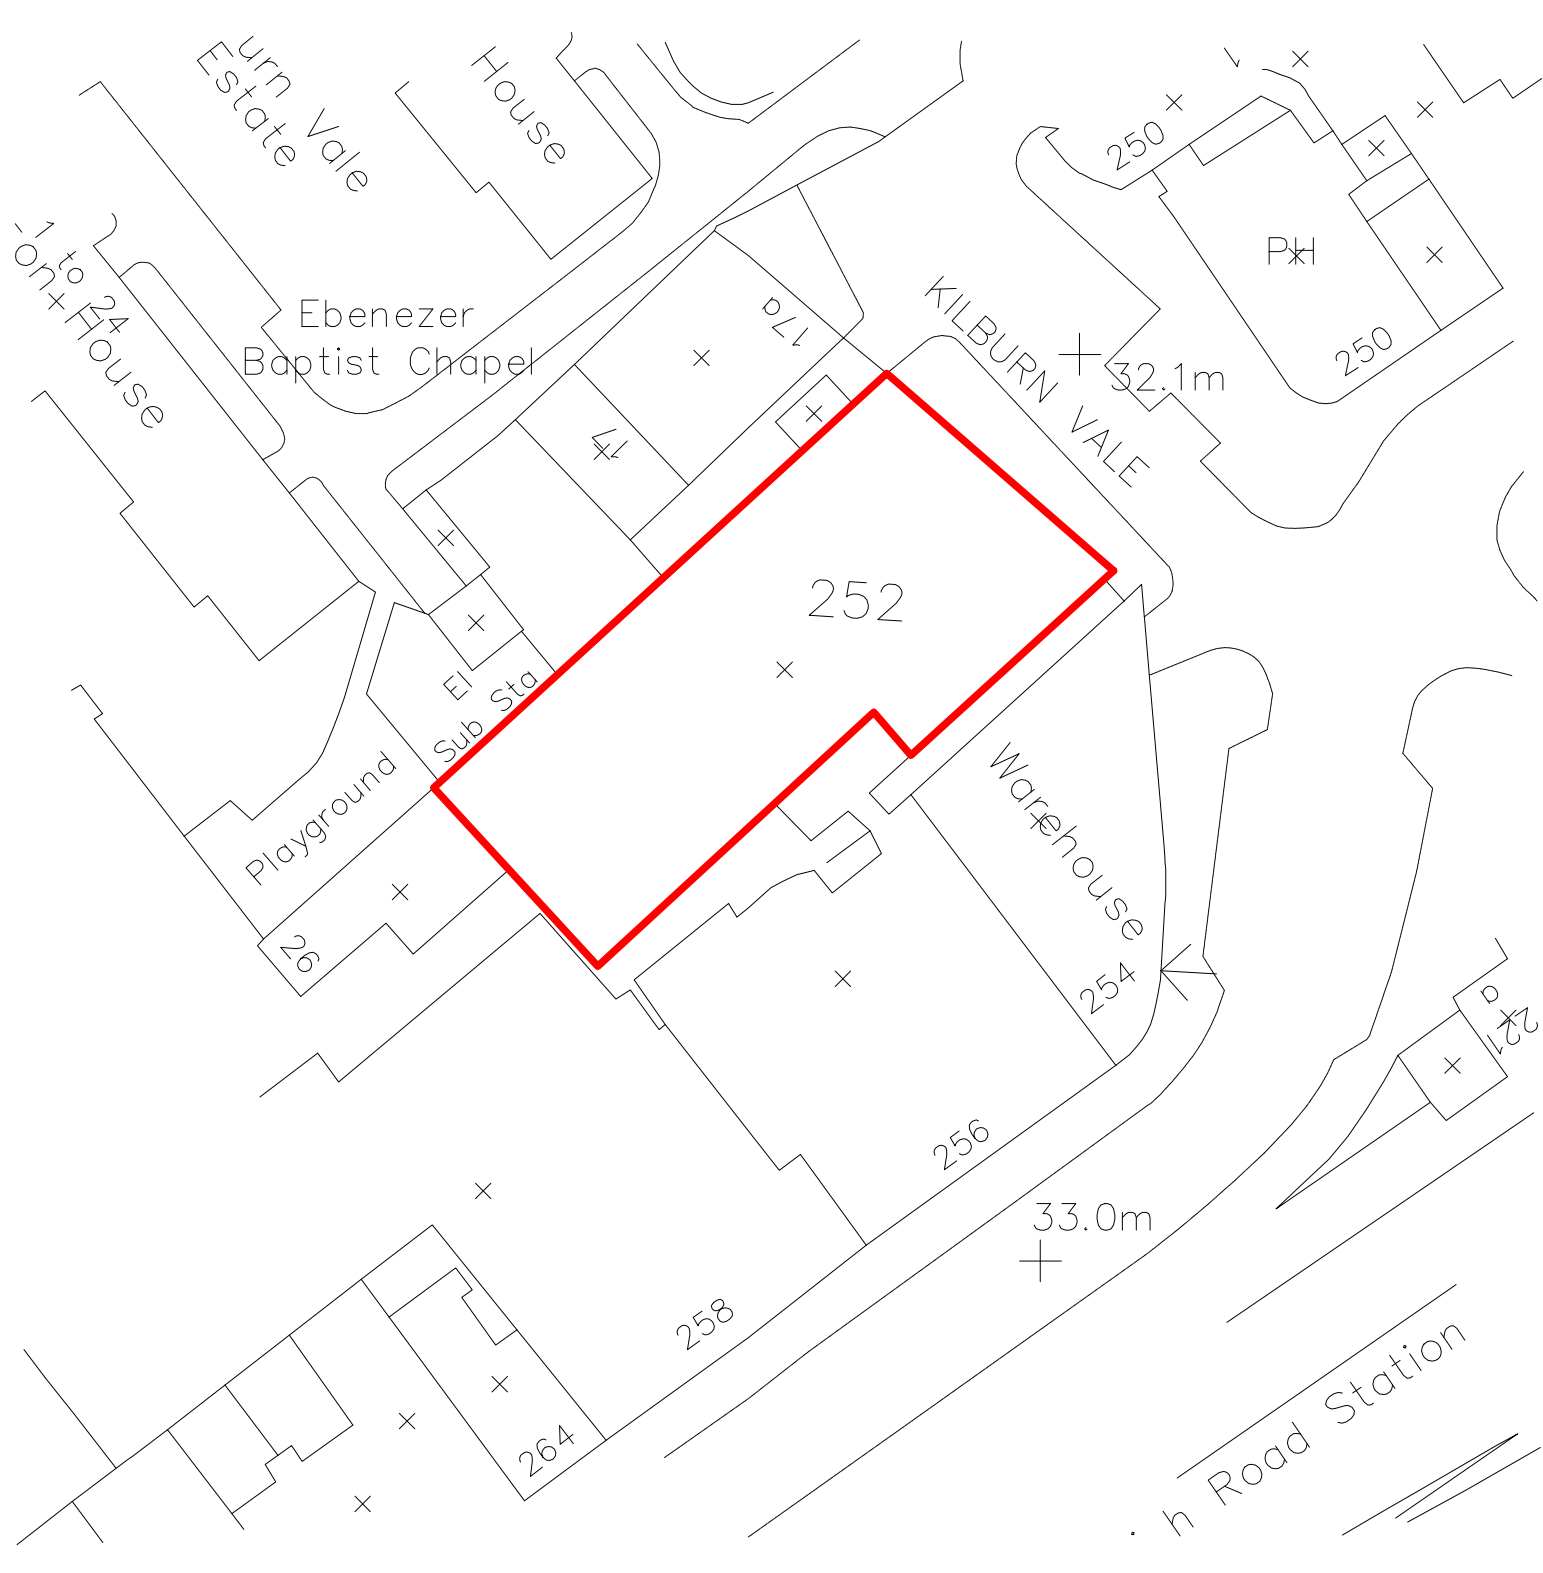 urn Vale
Estate
House
1 to 24
House
Ebenezer
Baptist Chapel
17a
17
KILBURN VALE
250
PH
250
32.1m
252
El
Sub Sta
Playground
26
Warehouse
254
256
258
264
33.0m
221
a
h Road Station